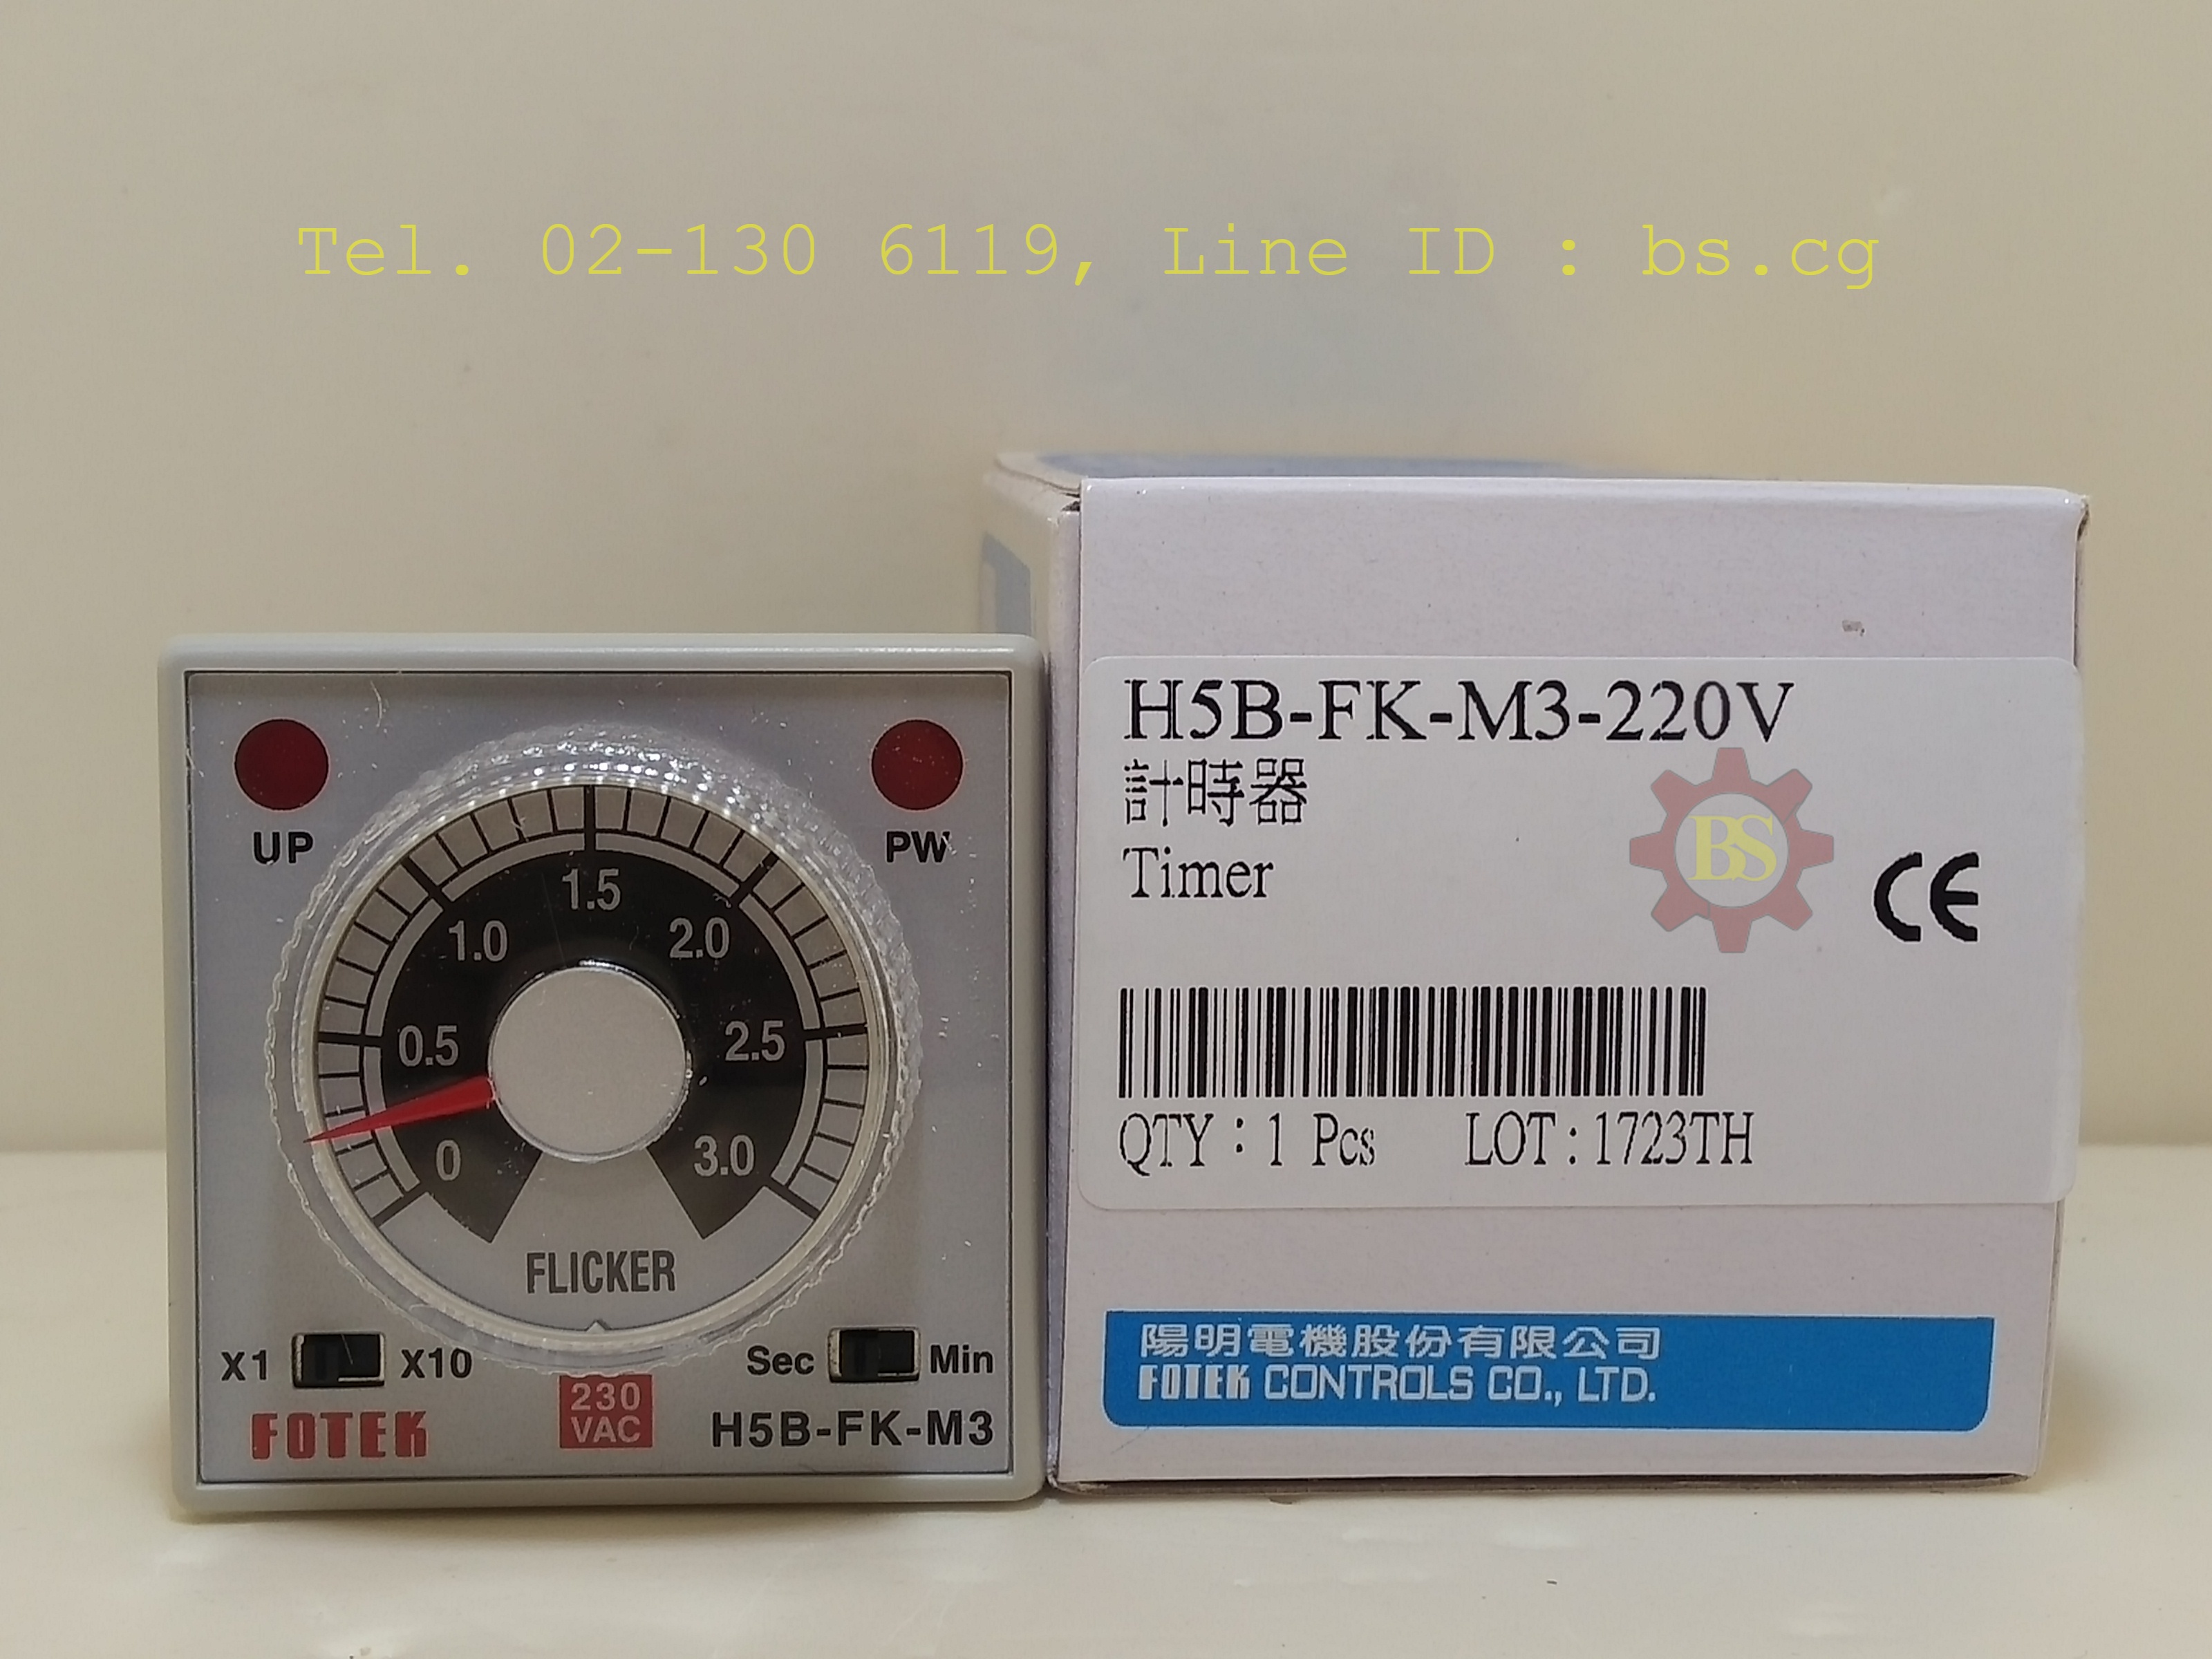 Tel. 02-130 6119, Line ID : bs.cg
UP
PW
0
0.5
1.0
1.5
2.0
2.5
3.0
FLICKER
X1 X10
Sec Min
FOTEK
230
VAC
H5B-FK-M3
H5B-FK-M3-220V
計時器
Timer
BS
CE
QTY：1 Pcs LOT : 1723TH
陽明電機股份有限公司
FOTEK CONTROLS CO., LTD.